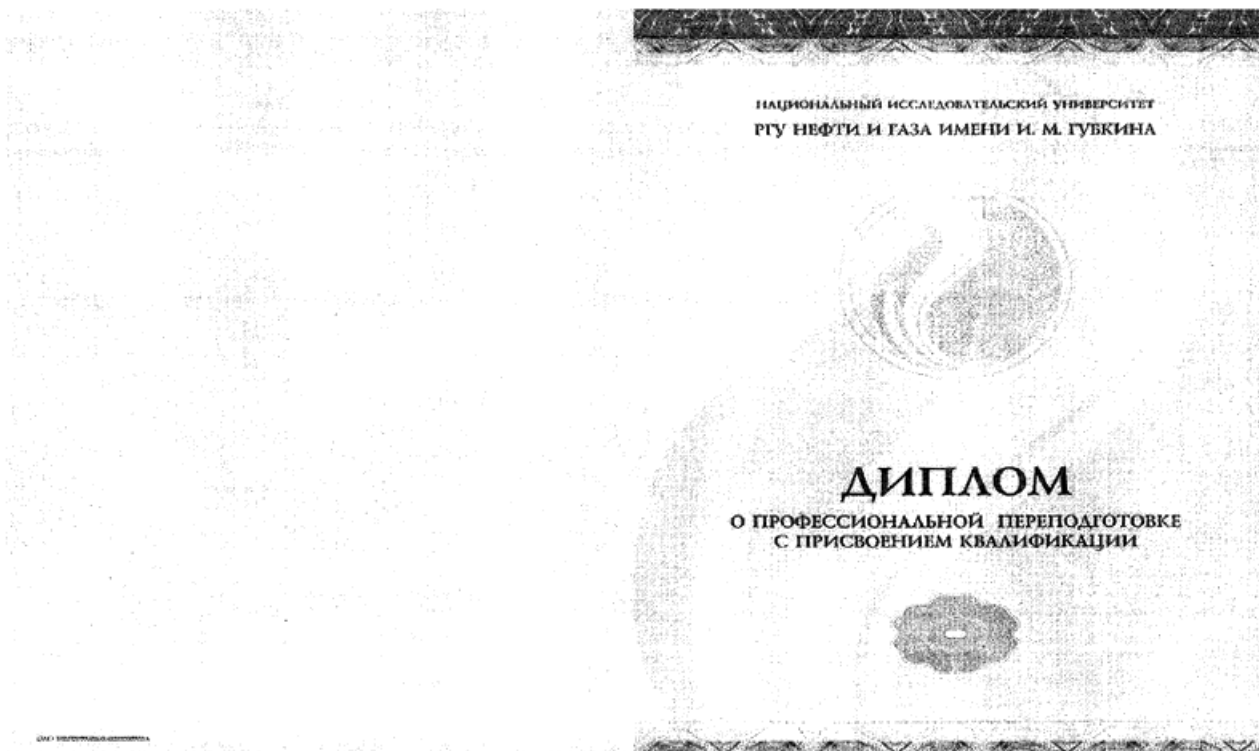 НАЦИОНАЛЬНЫЙ ИССЛЕДОВАТЕЛЬСКИЙ УНИВЕРСИТЕТ
РГУ НЕФТИ И ГАЗА ИМЕНИ И. М. ГУБКИНА
ДИПЛОМ
О ПРОФЕССИОНАЛЬНОЙ ПЕРЕПОДГОТОВКЕ
С ПРИСВОЕНИЕМ КВАЛИФИКАЦИИ